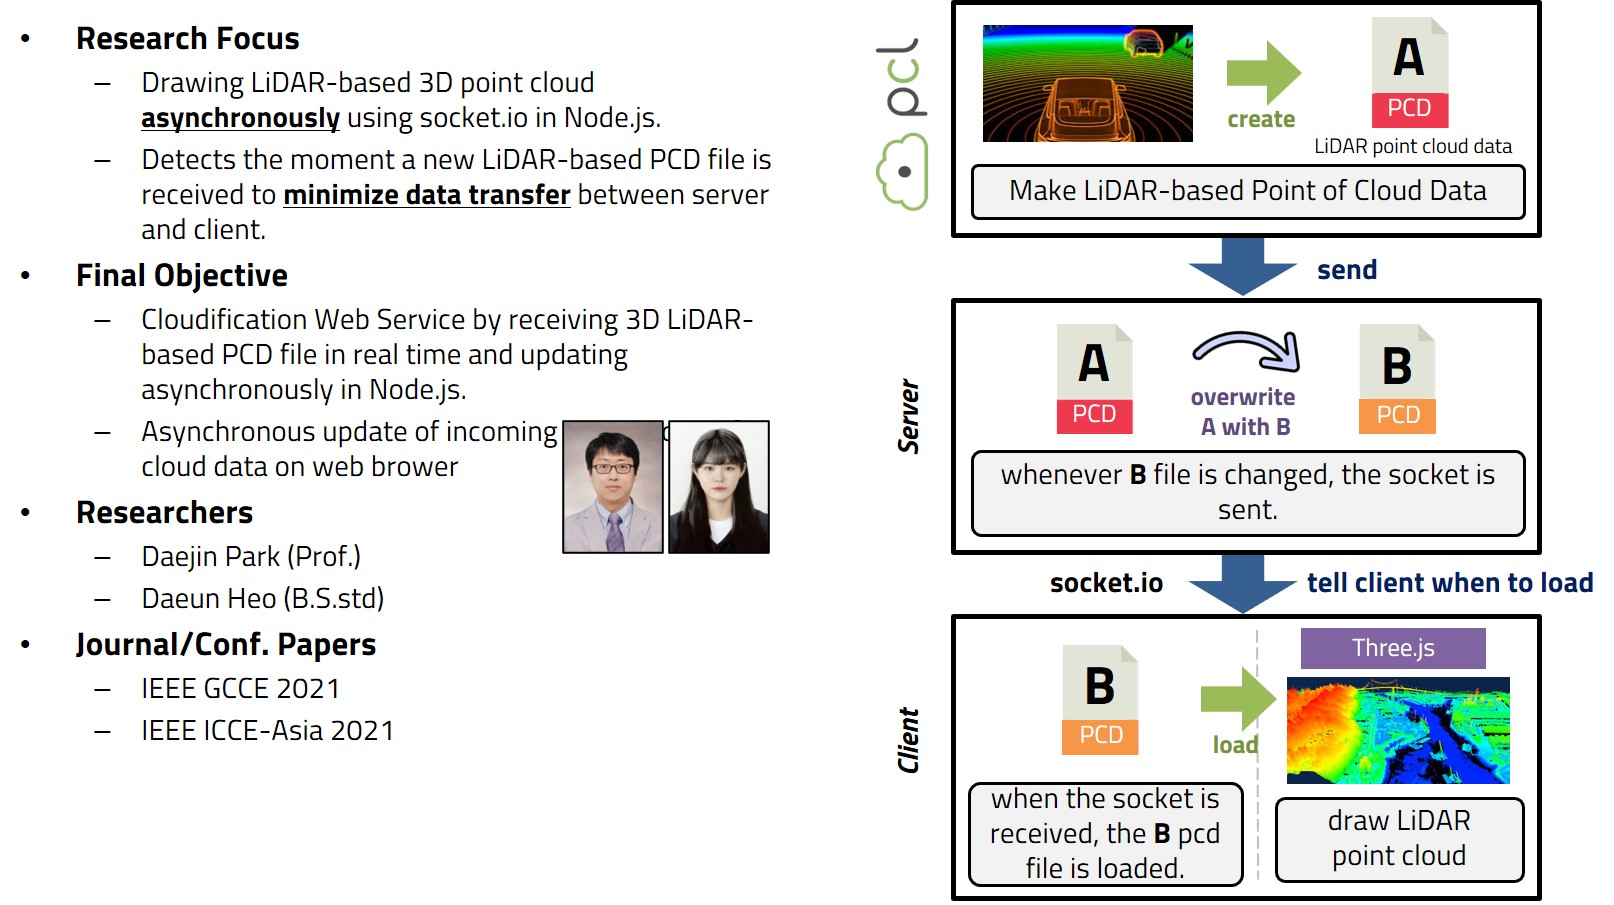 • Research Focus
– Drawing LiDAR-based 3D point cloud
asynchronously using socket.io in Node.js.
– Detects the moment a new LiDAR-based PCD file is
received to minimize data transfer between server
and client.
• Final Objective
– Cloudification Web Service by receiving 3D LiDAR-
based PCD file in real time and updating
asynchronously in Node.js.
– Asynchronous update of incoming
cloud data on web brower
• Researchers
– Daejin Park (Prof.)
– Daeun Heo (B.S.std)
• Journal/Conf. Papers
– IEEE GCCE 2021
– IEEE ICCE-Asia 2021
pcl
create
A
PCD
LiDAR point cloud data
Make LiDAR-based Point of Cloud Data
send
Server
A
PCD
overwrite
A with B
B
PCD
whenever B file is changed, the socket is
sent.
socket.io
tell client when to load
Client
B
PCD
load
Three.js
when the socket is
received, the B pcd
file is loaded.
draw LiDAR
point cloud